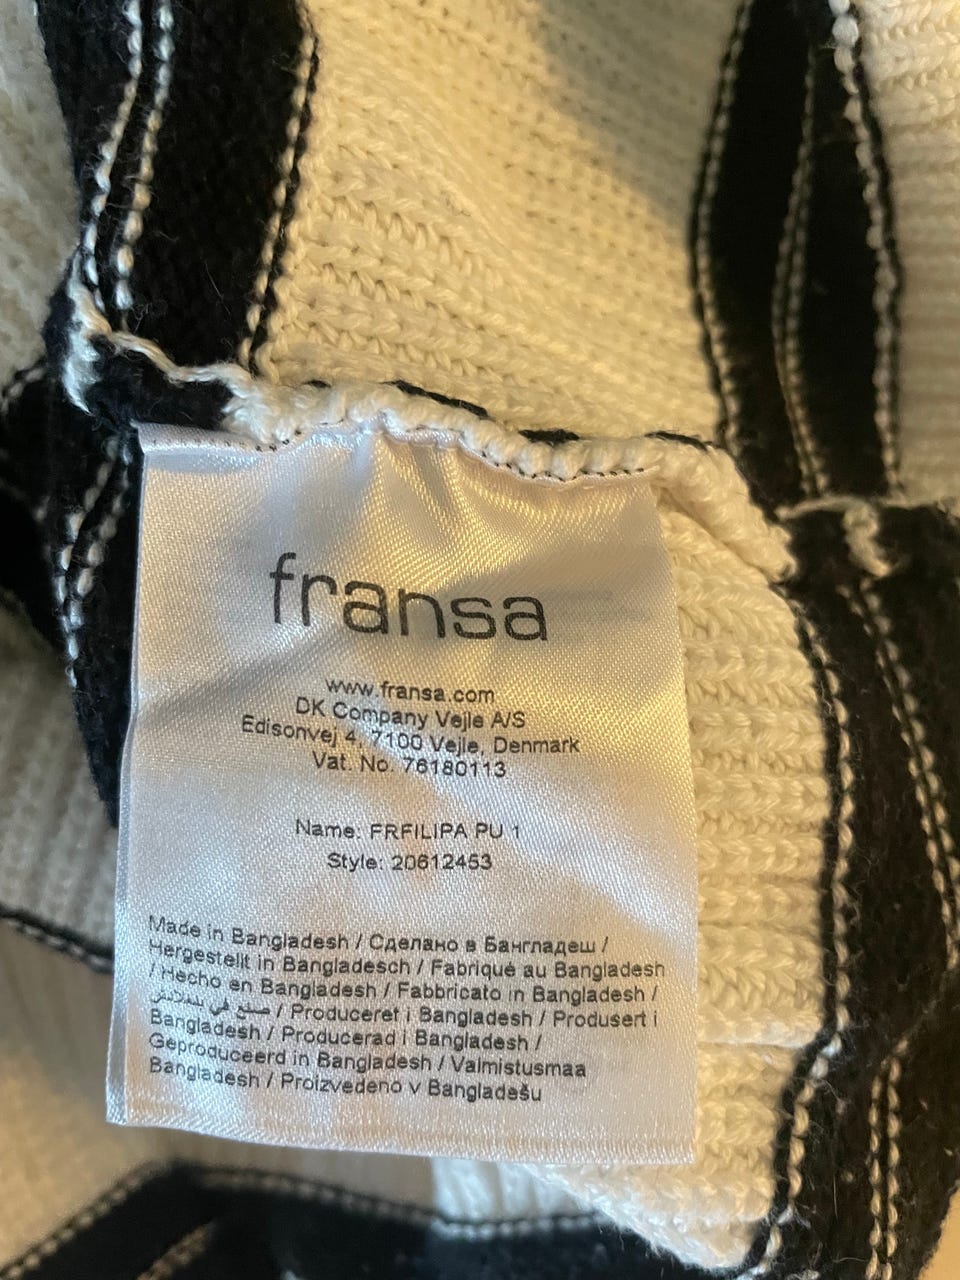 fransa
www.fransa.com
DK Company Vejle A/S
Edisonvej 4, 7100 Vejle, Denmark
Vat. No. 76180113
Name: FRFILIPA PU 1
Style: 20612453
Made in Bangladesh / Сделано в Бангладеш /
Hergestellt in Bangladesch / Fabriqué au Bangladesh
/ Hecho en Bangladesh / Fabbricato in Bangladesh /
صنع في بنغلادش / Produceret i Bangladesh / Produsert i
Bangladesh / Producerad i Bangladesh /
Geproduceerd in Bangladesh / Valmistusmaa
Bangladesh / Proizvedeno v Bangladešu